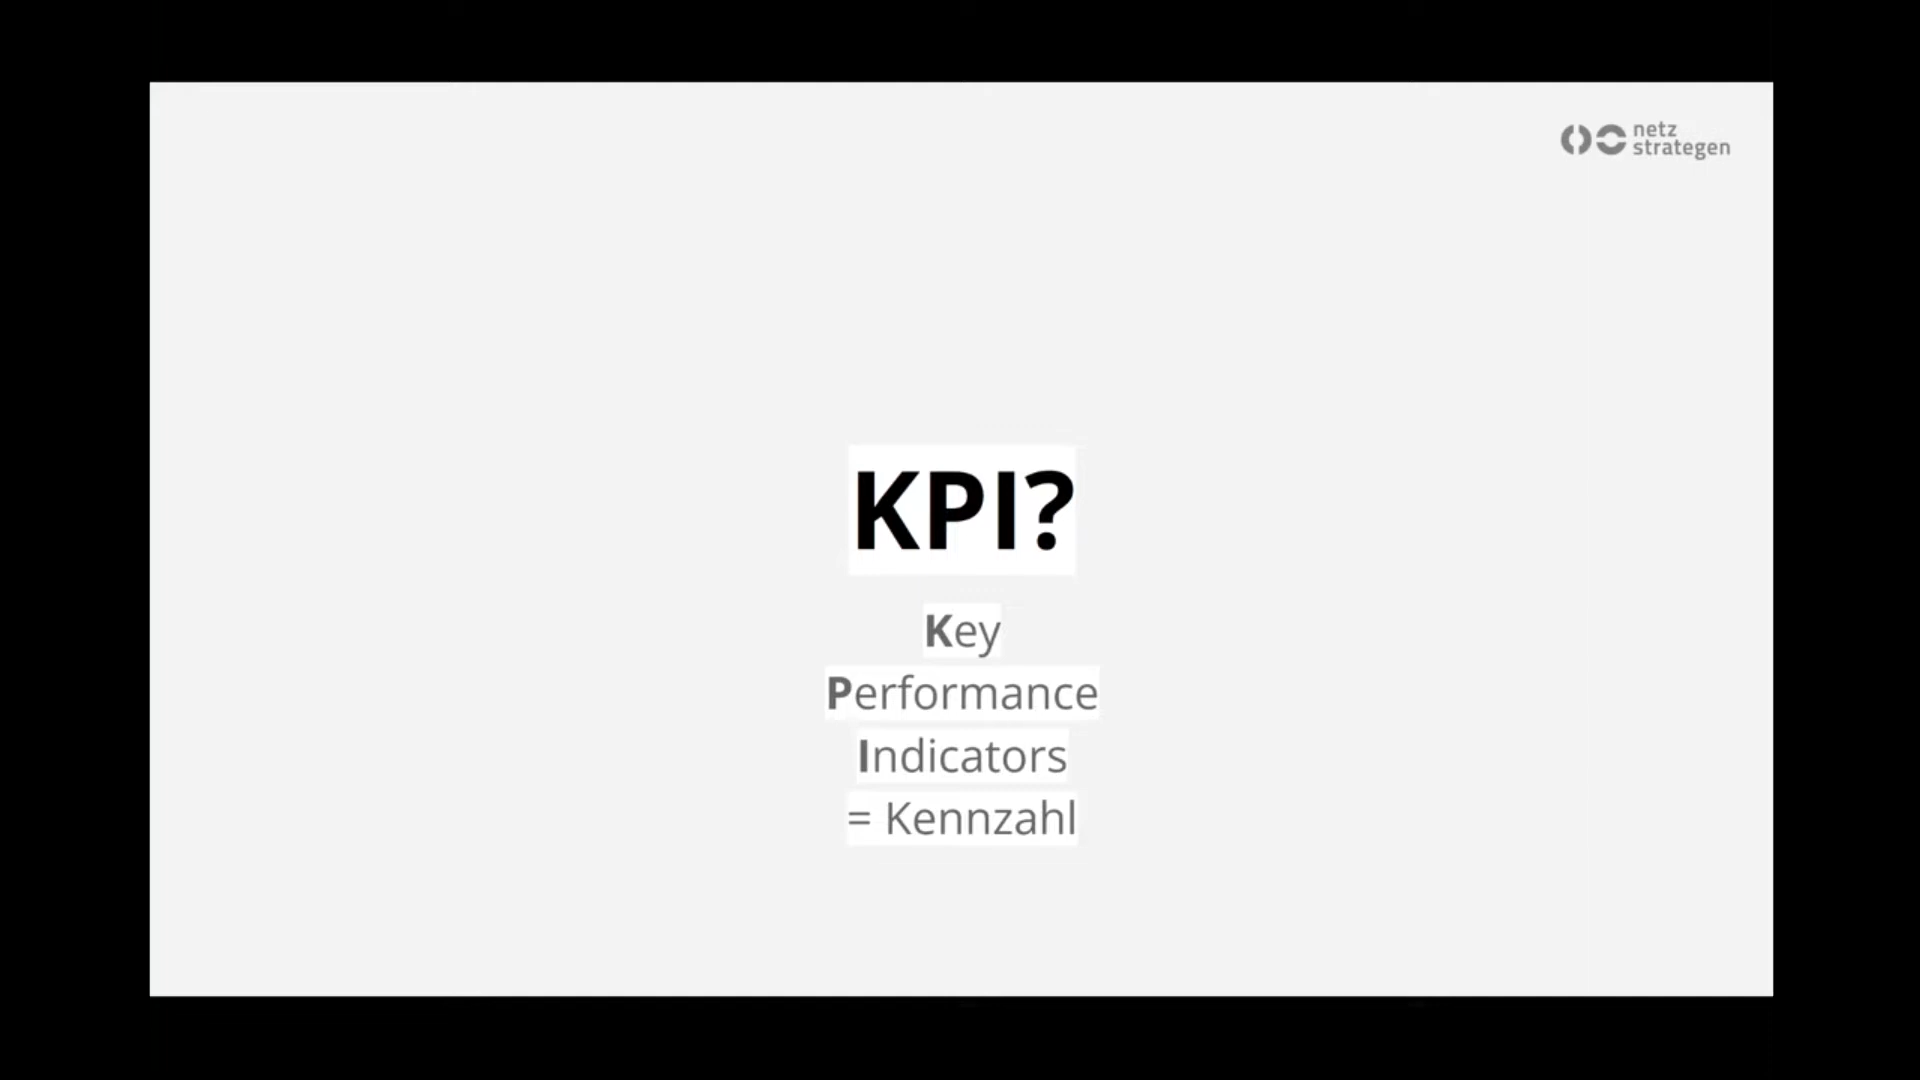 netz
strategen
KPI?
Key
Performance
Indicators
= Kennzahl